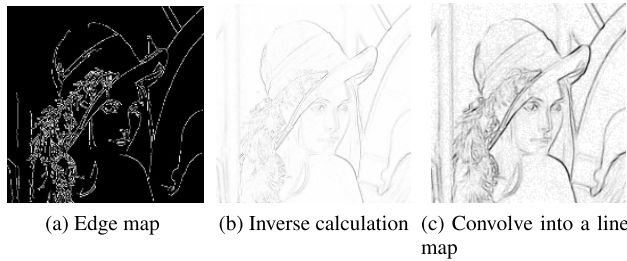 (a) Edge map
(b) Inverse calculation
(c) Convolve into a line
map